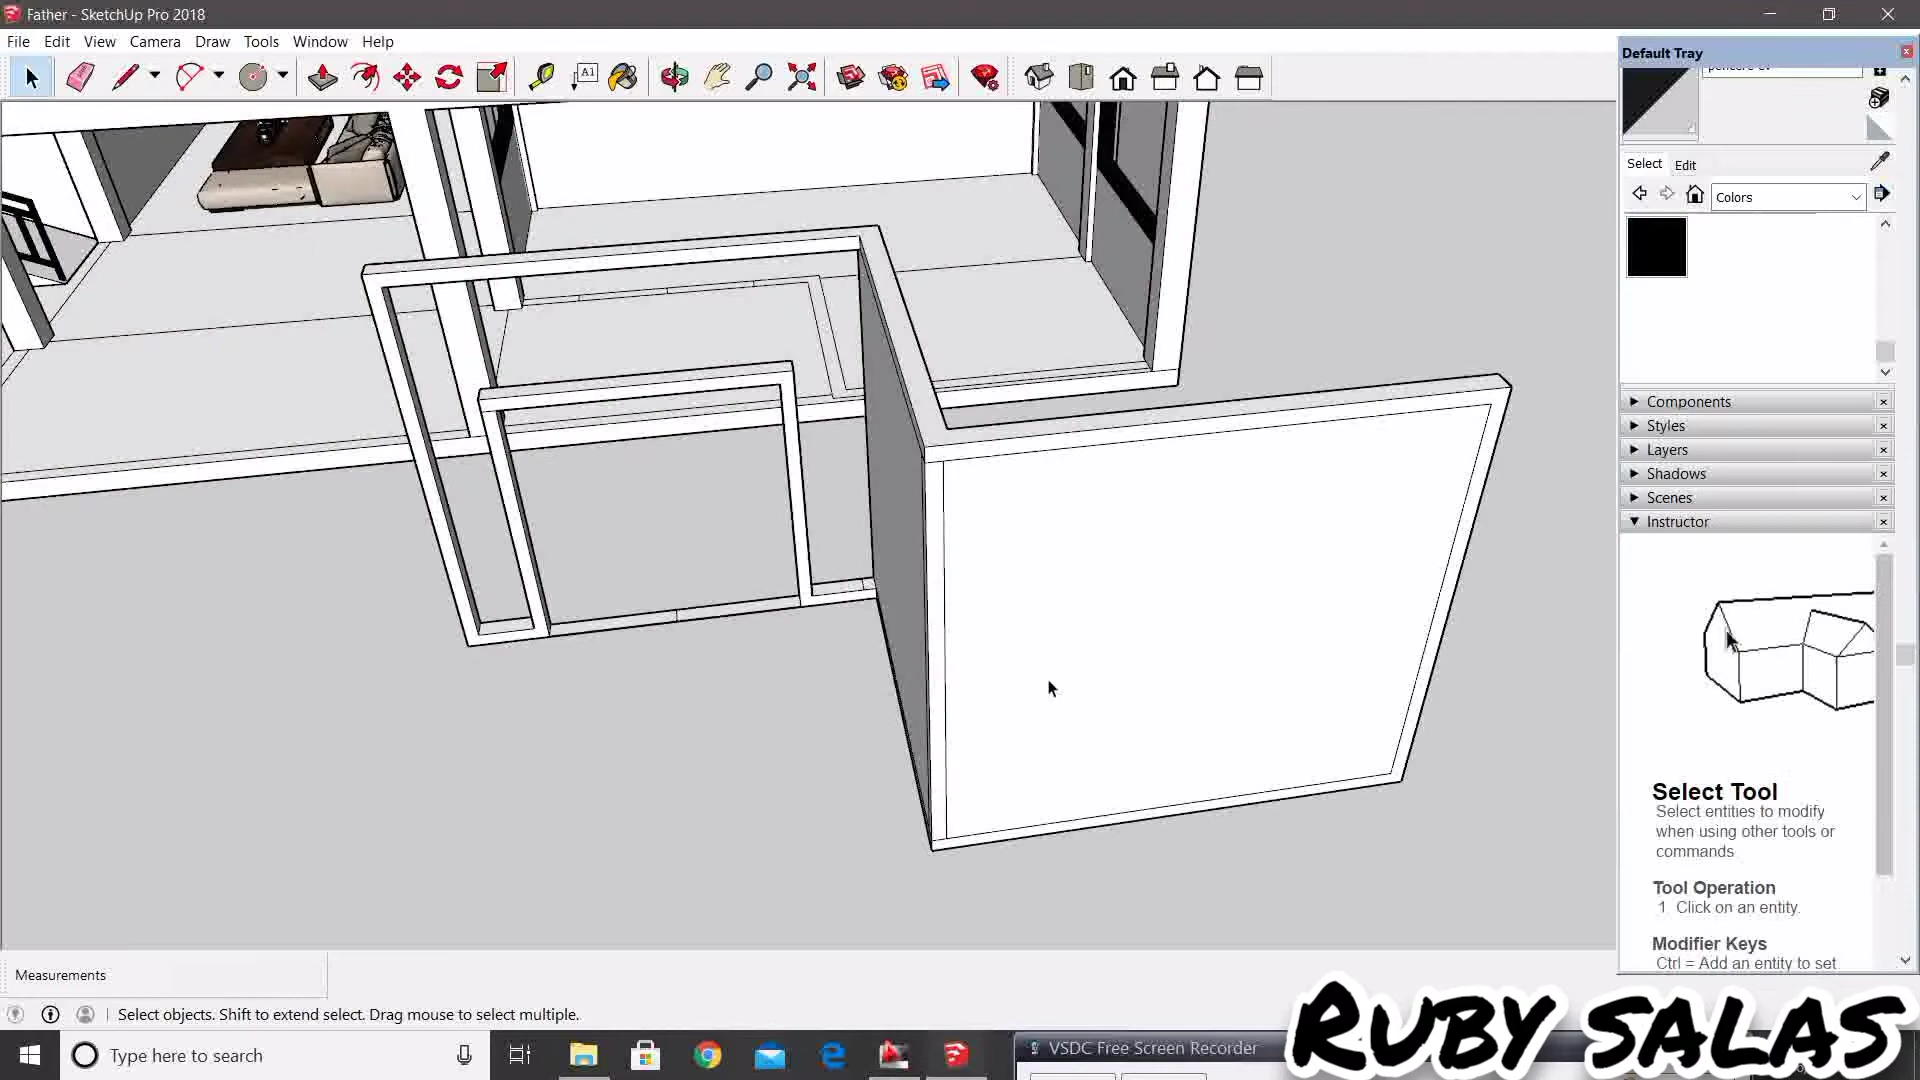 Father - SketchUp Pro 2018
File Edit View Camera Draw Tools Window Help
A1
Default Tray
Select Edit
Colors
Components
Styles
Layers
Shadows
Scenes
Instructor
Select Tool
Select entities to modify
when using other tools or
commands
Tool Operation
1 Click on an entity.
Modifier Keys
Ctrl = Add an entity to set
Measurements
Select objects. Shift to extend select. Drag mouse to select multiple.
Type here to search
VSDC Free Screen Recorder
RUBY SALAS